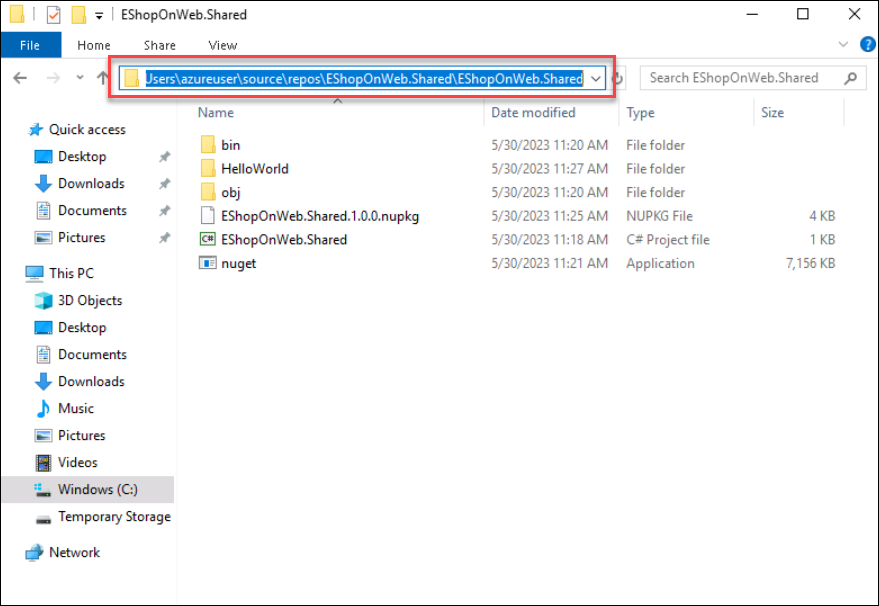 EShopOnWeb.Shared
File Home Share View
Users\azureuser\source\repos\EShopOnWeb.Shared\EShopOnWeb.Shared Search EShopOnWeb.Shared
Name Date modified Type Size
Quick access
Desktop
Downloads
Documents
Pictures
This PC
3D Objects
Desktop
Documents
Downloads
Music
Pictures
Videos
Windows (C:)
Temporary Storage
Network
bin 5/30/2023 11:20 AM File folder
HelloWorld 5/30/2023 11:27 AM File folder
obj 5/30/2023 11:20 AM File folder
EShopOnWeb.Shared.1.0.0.nupkg 5/30/2023 11:25 AM NUPKG File 4 KB
C# EShopOnWeb.Shared 5/30/2023 11:18 AM C# Project file 1 KB
nuget 5/30/2023 11:21 AM Application 7,156 KB